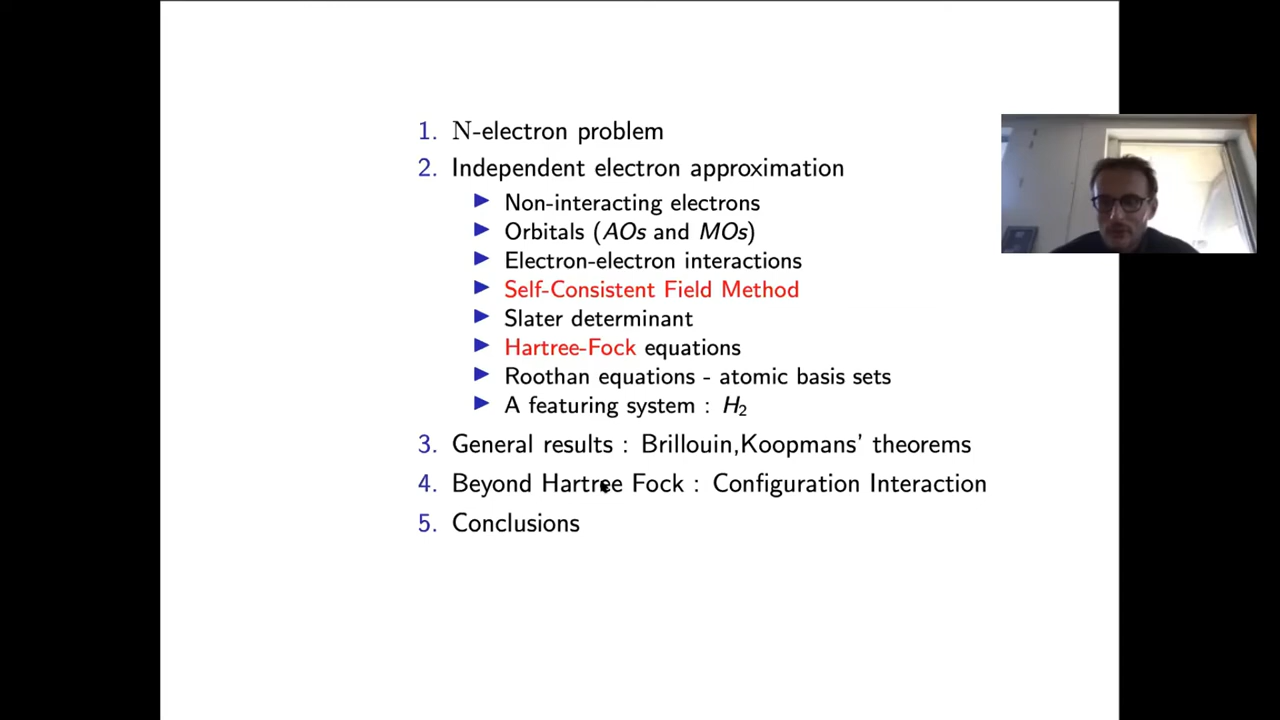 1. N-electron problem
2. Independent electron approximation
▶ Non-interacting electrons
▶ Orbitals (AOs and MOs)
▶ Electron-electron interactions
▶ Self-Consistent Field Method
▶ Slater determinant
▶ Hartree-Fock equations
▶ Roothan equations - atomic basis sets
▶ A featuring system : H₂
3. General results : Brillouin,Koopmans' theorems
4. Beyond Hartree Fock : Configuration Interaction
5. Conclusions